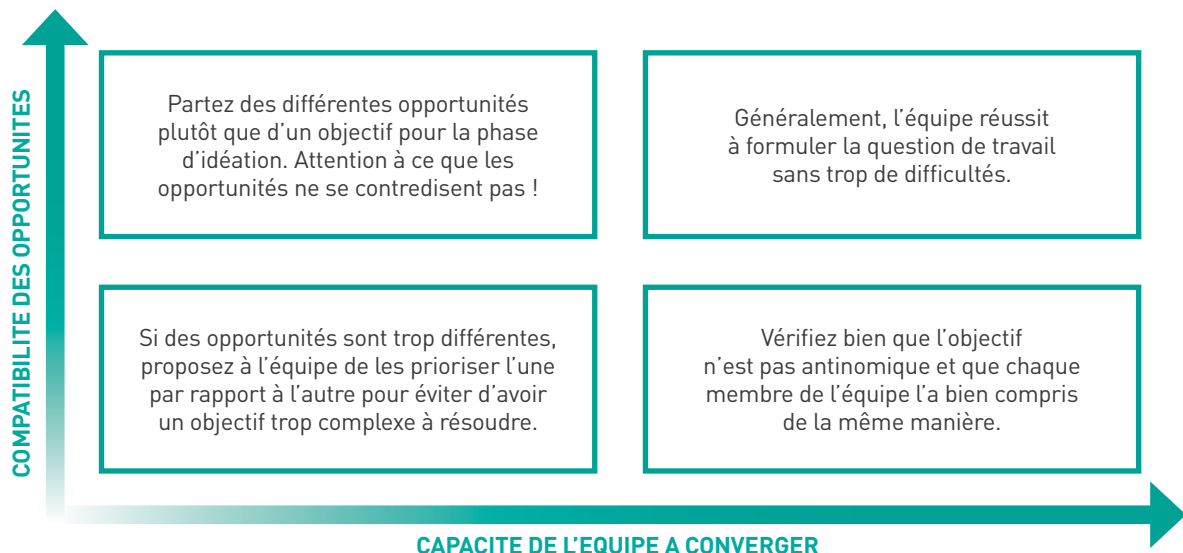 COMPATIBILITE DES OPPORTUNITES
Partez des différentes opportunités
plutôt que d’un objectif pour la phase
d’idéation. Attention à ce que les
opportunités ne se contredisent pas !
Généralement, l’équipe réussit
à formuler la question de travail
sans trop de difficultés.
Si des opportunités sont trop différentes,
proposez à l’équipe de les prioriser l’une
par rapport à l’autre pour éviter d’avoir
un objectif trop complexe à résoudre.
Vérifiez bien que l’objectif
n’est pas antinomique et que chaque
membre de l’équipe l’a bien compris
de la même manière.
CAPACITE DE L’EQUIPE A CONVERGER